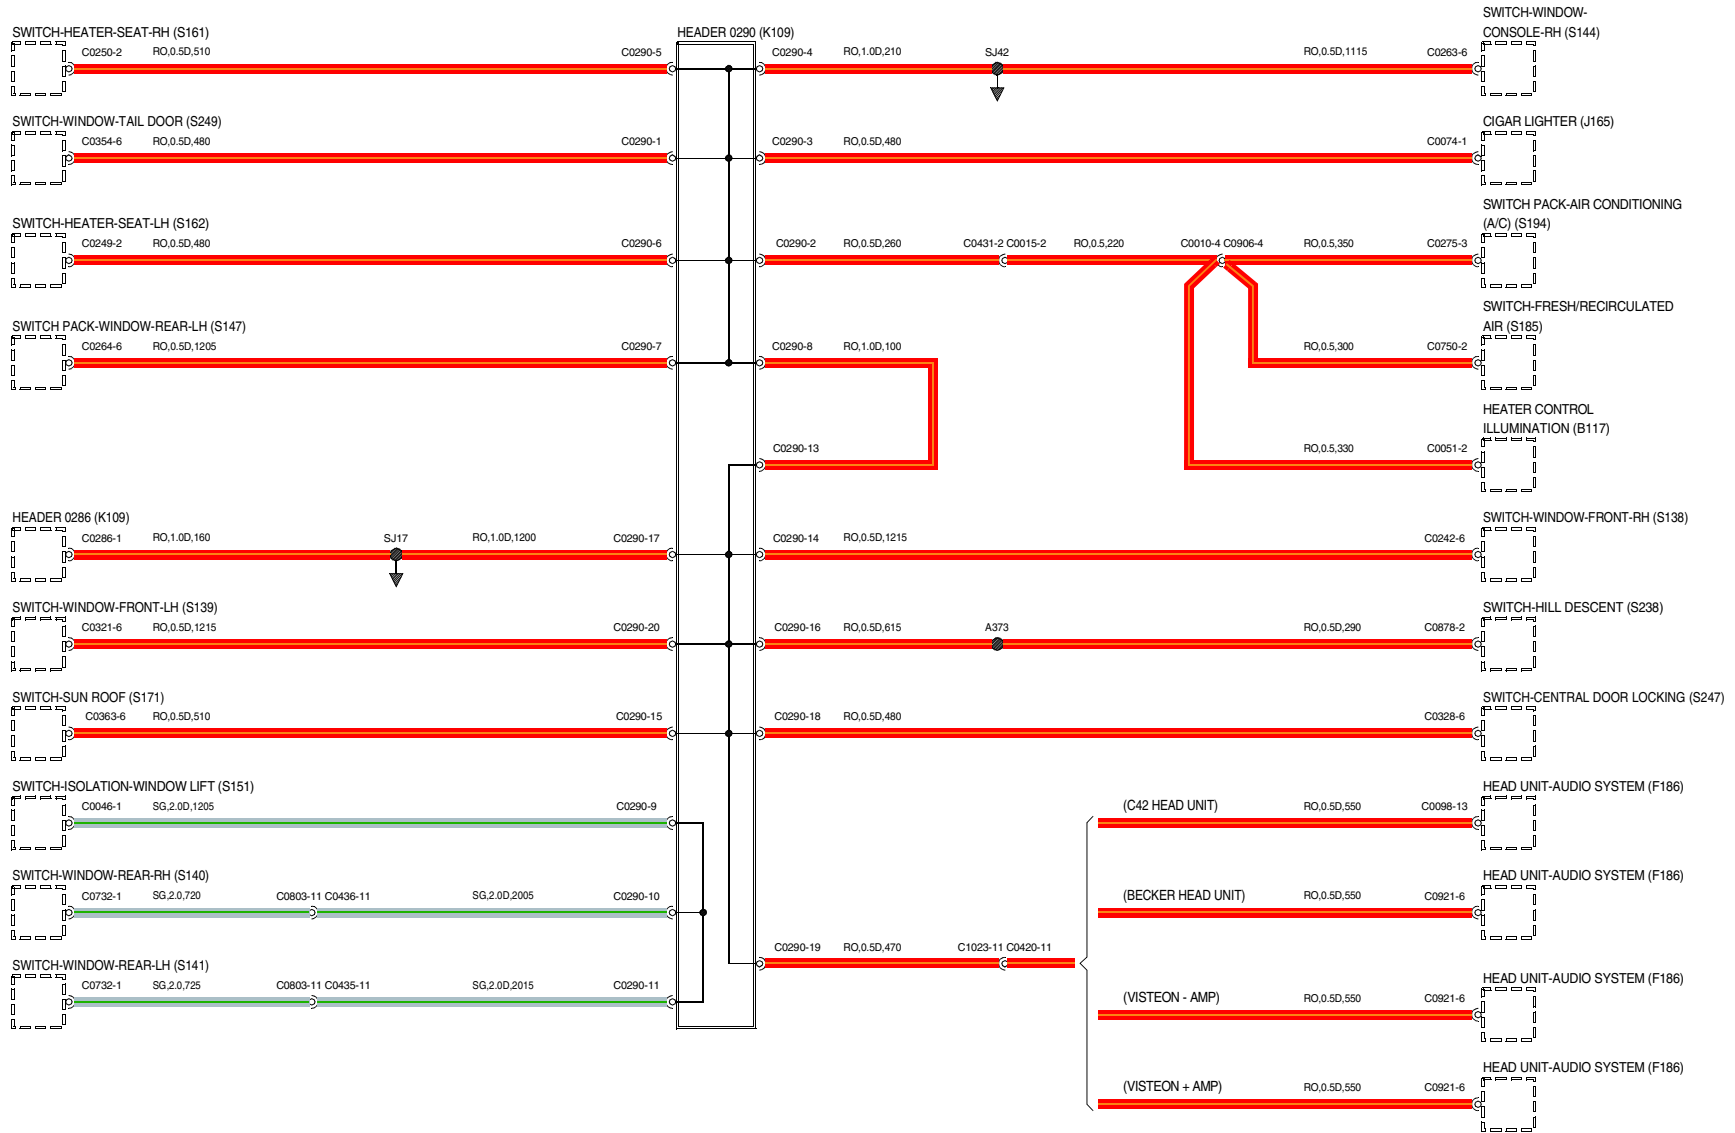 SWITCH-HEATER-SEAT-RH (S161)
C0250-2 RO,0.5D,510 C0290-5
SWITCH-WINDOW-TAIL DOOR (S249)
C0354-6 RO,0.5D,480 C0290-1
SWITCH-HEATER-SEAT-LH (S162)
C0249-2 RO,0.5D,480 C0290-6
SWITCH PACK-WINDOW-REAR-LH (S147)
C0264-6 RO,0.5D,1205 C0290-7
HEADER 0286 (K109)
C0286-1 RO,1.0D,160 SJ17 RO,1.0D,1200 C0290-17
SWITCH-WINDOW-FRONT-LH (S139)
C0321-6 RO,0.5D,1215 C0290-20
SWITCH-SUN ROOF (S171)
C0363-6 RO,0.5D,510 C0290-15
SWITCH-ISOLATION-WINDOW LIFT (S151)
C0046-1 SG,2.0D,1205 C0290-9
SWITCH-WINDOW-REAR-RH (S140)
C0732-1 SG,2.0,720 C0803-11 C0436-11 SG,2.0D,2005 C0290-10
SWITCH-WINDOW-REAR-LH (S141)
C0732-1 SG,2.0,725 C0803-11 C0435-11 SG,2.0D,2015 C0290-11
HEADER 0290 (K109)
SWITCH-WINDOW-
CONSOLE-RH (S144)
C0290-4 RO,1.0D,210 SJ42 RO,0.5D,1115 C0263-6
CIGAR LIGHTER (J165)
C0290-3 RO,0.5D,480 C0074-1
SWITCH PACK-AIR CONDITIONING
(A/C) (S194)
C0290-2 RO,0.5D,260 C0431-2 C0015-2 RO,0.5,220 C0010-4 C0906-4 RO,0.5,350 C0275-3
SWITCH-FRESH/RECIRCULATED
AIR (S185)
C0290-8 RO,1.0D,100 RO,0.5,300 C0750-2
HEATER CONTROL
ILLUMINATION (B117)
C0290-13 RO,0.5,330 C0051-2
SWITCH-WINDOW-FRONT-RH (S138)
C0290-14 RO,0.5D,1215 C0242-6
SWITCH-HILL DESCENT (S238)
C0290-16 RO,0.5D,615 A373 RO,0.5D,290 C0878-2
SWITCH-CENTRAL DOOR LOCKING (S247)
C0290-18 RO,0.5D,480 C0328-6
HEAD UNIT-AUDIO SYSTEM (F186)
(C42 HEAD UNIT) RO,0.5D,550 C0098-13
HEAD UNIT-AUDIO SYSTEM (F186)
(BECKER HEAD UNIT) RO,0.5D,550 C0921-6
C0290-19 RO,0.5D,470 C1023-11 C0420-11
HEAD UNIT-AUDIO SYSTEM (F186)
(VISTEON - AMP) RO,0.5D,550 C0921-6
HEAD UNIT-AUDIO SYSTEM (F186)
(VISTEON + AMP) RO,0.5D,550 C0921-6